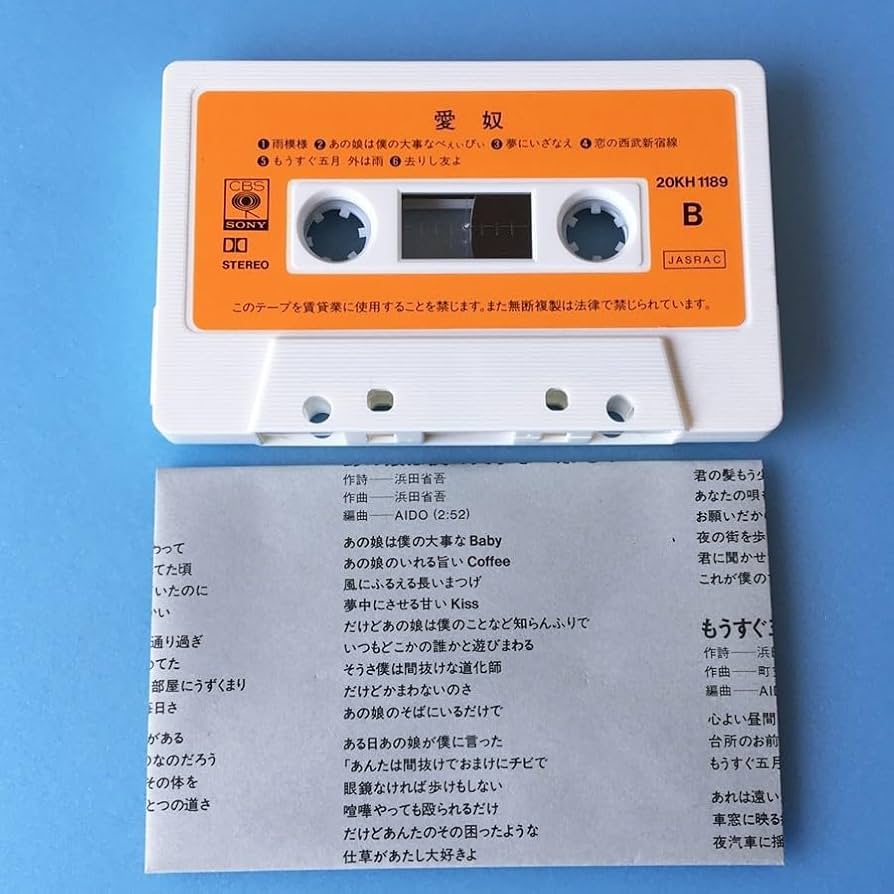 愛奴
❶雨模様 ❷あの娘は僕の大事なべぇぃびぃ ❸夢にいざなえ ❹恋の西武新宿線
❺もうすぐ五月 外は雨 ❻去りし友よ
CBS
SONY
STEREO
20KH 1189
B
JASRAC
このテープを賃貸業に使用することを禁じます。また無断複製は法律で禁じられています。
わって
てた頃
いたのに
かい
通り過ぎ
てた
部屋にうずくまり
毎日さ
がある
なのだろう
その体を
とつの道さ
作詩──浜田省吾
作曲──浜田省吾
編曲──AIDO (2:52)
あの娘は僕の大事なBaby
あの娘のいれる旨いCoffee
風にふるえる長いまつげ
夢中にさせる甘いKiss
だけどあの娘は僕のことなど知らんふりで
いつもどこかの誰かと遊びまわる
そうさ僕は間抜けな道化師
だけどかまわないのさ
あの娘のそばにいるだけで
ある日あの娘が僕に言った
「あんたは間抜けでおまけにチビで
眼鏡なければ歩けもしない
喧嘩やっても殴られるだけ
だけどあんたのその困ったような
仕草があたし大好きよ
君の髪もう少
あなたの唄
お願いだから
夜の街を歩
君に聞かせ
これが僕の
もうすぐ五
作詩──浜
作曲──町
編曲──AI
心よい昼間
台所のお前
もうすぐ五月
あれは遠い
車窓に映る
夜汽車に揺